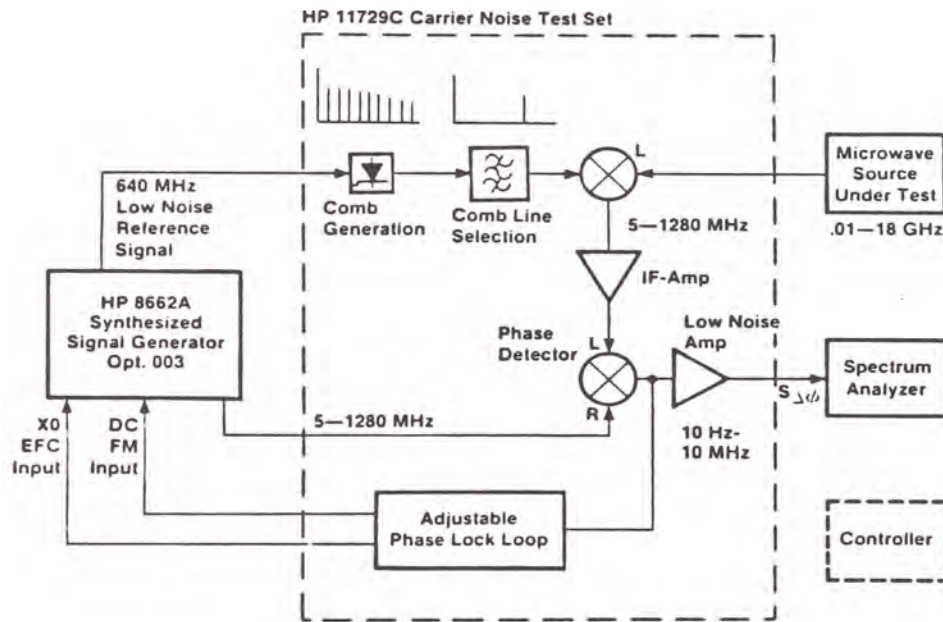 HP 11729C Carrier Noise Test Set
640 MHz
Low Noise
Reference
Signal
Comb
Generation
Comb Line
Selection
L
5—1280 MHz
Microwave
Source
Under Test
.01—18 GHz
HP 8662A
Synthesized
Signal Generator
Opt. 003
IF-Amp
Phase
Detector
L
R
Low Noise
Amp
10 Hz-
10 MHz
S
Spectrum
Analyzer
X0
EFC
Input
DC
FM
Input
5—1280 MHz
Adjustable
Phase Lock Loop
Controller